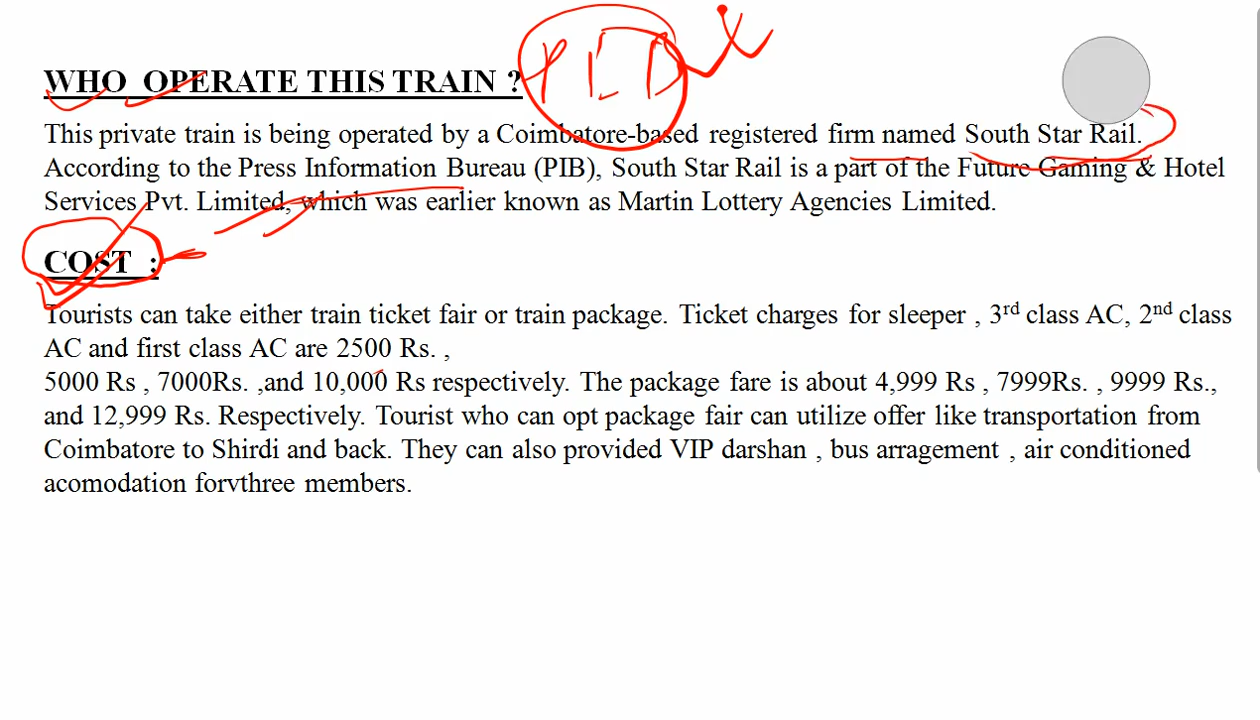 WHO OPERATE THIS TRAIN ?
This private train is being operated by a Coimbatore-based registered firm named South Star Rail.
According to the Press Information Bureau (PIB), South Star Rail is a part of the Future Gaming & Hotel
Services Pvt. Limited, which was earlier known as Martin Lottery Agencies Limited.
COST :
Tourists can take either train ticket fair or train package. Ticket charges for sleeper , 3rd class AC, 2nd class
AC and first class AC are 2500 Rs. ,
5000 Rs , 7000Rs. ,and 10,000 Rs respectively. The package fare is about 4,999 Rs , 7999Rs. , 9999 Rs.,
and 12,999 Rs. Respectively. Tourist who can opt package fair can utilize offer like transportation from
Coimbatore to Shirdi and back. They can also provided VIP darshan , bus arragement , air conditioned
acomodation forvthree members.